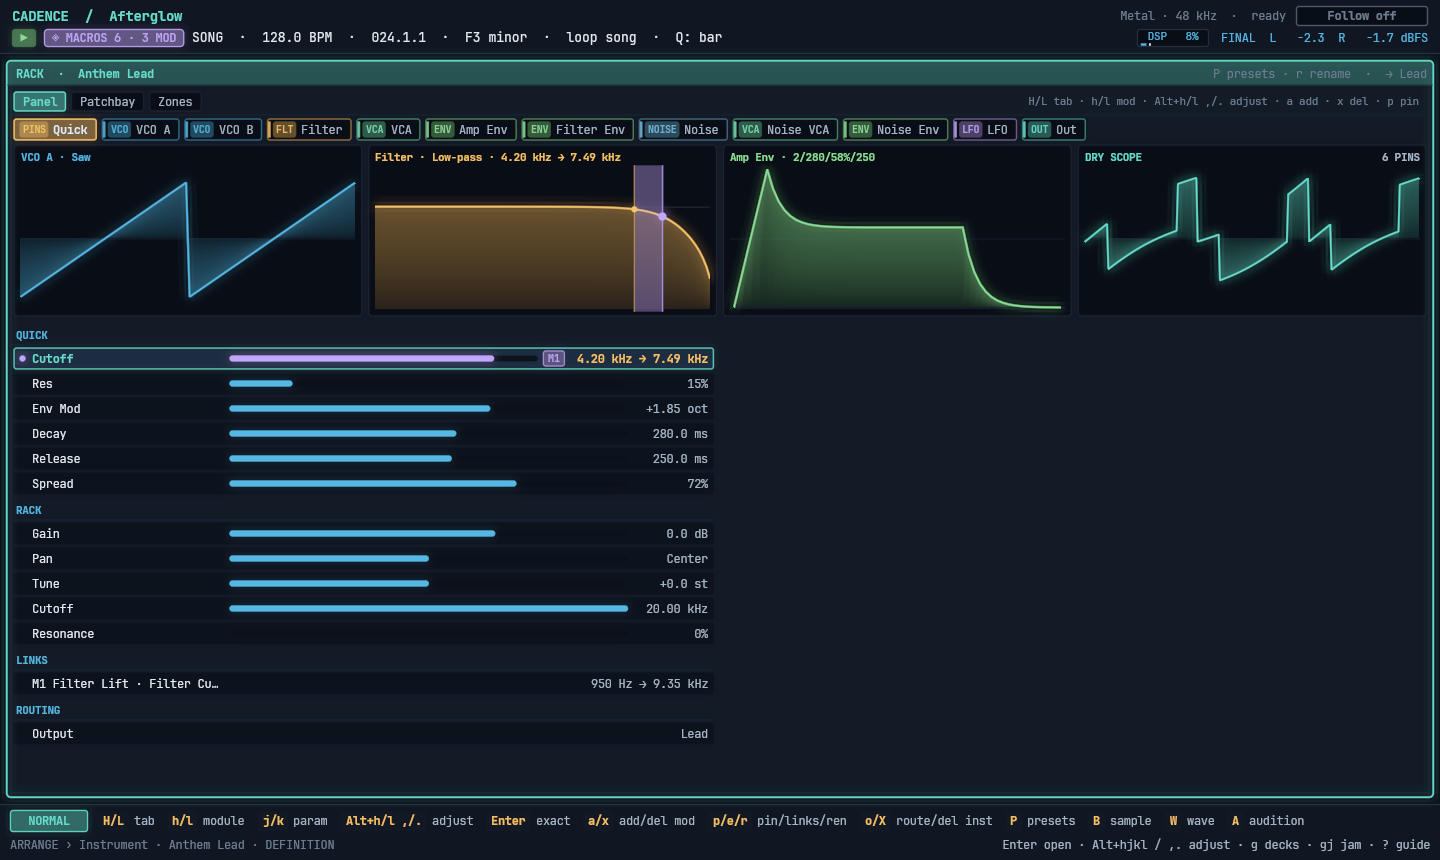 CADENCE / Afterglow
Metal · 48 kHz · ready Follow off
▶ ◈ MACROS 6 · 3 MOD SONG · 128.0 BPM · 024.1.1 · F3 minor · loop song · Q: bar
DSP 8% FINAL L -2.3 R -1.7 dBFS
RACK · Anthem Lead
P presets · r rename · → Lead
Panel Patchbay Zones
H/L tab · h/l mod · Alt+h/l ,/. adjust · a add · x del · p pin
PINS Quick VCO VCO A VCO VCO B FLT Filter VCA VCA ENV Amp Env ENV Filter Env NOISE Noise VCA Noise VCA ENV Noise Env LFO LFO OUT Out
VCO A · Saw
Filter · Low-pass · 4.20 kHz → 7.49 kHz
Amp Env · 2/280/58%/250
DRY SCOPE 6 PINS
QUICK
Cutoff M1 4.20 kHz → 7.49 kHz
Res 15%
Env Mod +1.85 oct
Decay 280.0 ms
Release 250.0 ms
Spread 72%
RACK
Gain 0.0 dB
Pan Center
Tune +0.0 st
Cutoff 20.00 kHz
Resonance 0%
LINKS
M1 Filter Lift · Filter Cu… 950 Hz → 9.35 kHz
ROUTING
Output Lead
NORMAL H/L tab h/l module j/k param Alt+h/l ,/. adjust Enter exact a/x add/del mod p/e/r pin/links/ren o/X route/del inst P presets B sample W wave A audition
ARRANGE › Instrument · Anthem Lead · DEFINITION
Enter open · Alt+hjkl / ,. adjust · g decks · gj jam · ? guide